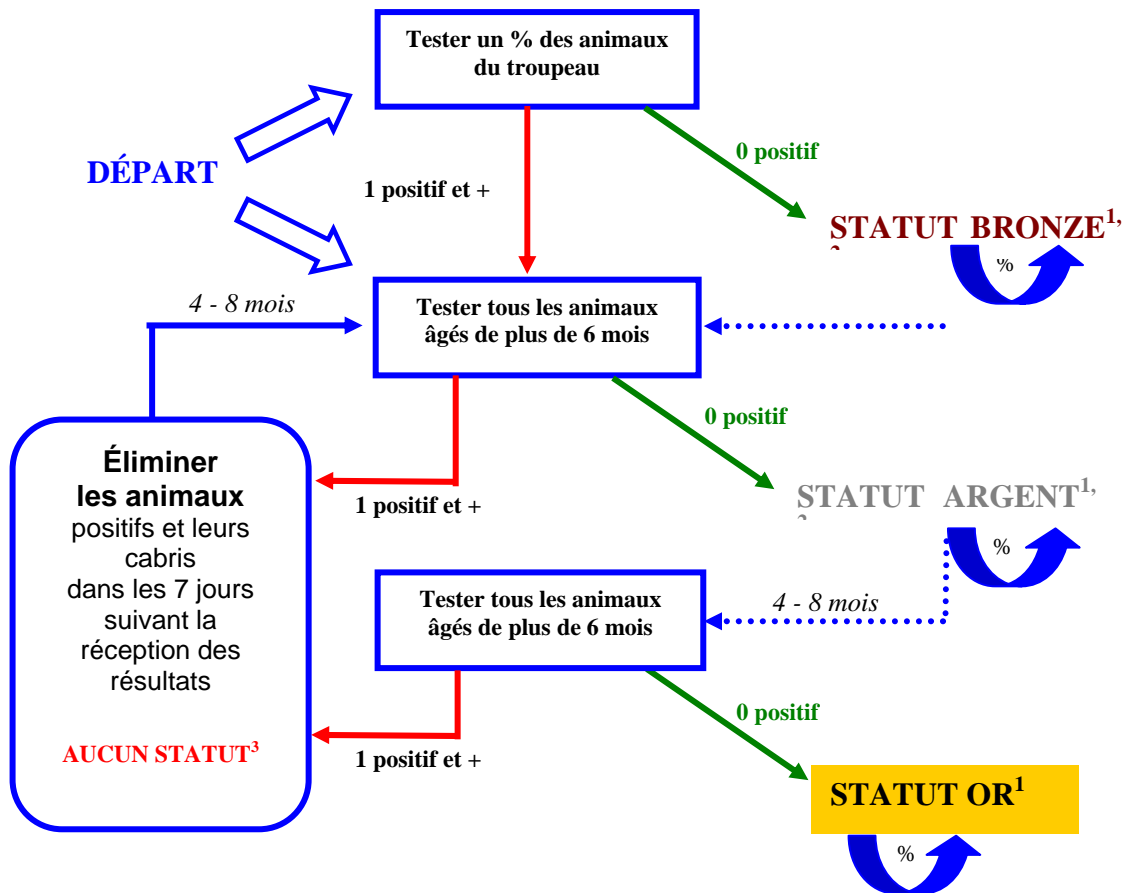 Tester un % des animaux
du troupeau
DÉPART
0 positif
1 positif et +
STATUT BRONZE¹,
%
4 - 8 mois
Tester tous les animaux
âgés de plus de 6 mois
0 positif
Éliminer
les animaux
positifs et leurs
cabris
dans les 7 jours
suivant la
réception des
résultats
AUCUN STATUT³
1 positif et +
STATUT ARGENT¹,
%
Tester tous les animaux
âgés de plus de 6 mois
4 - 8 mois
0 positif
1 positif et +
STATUT OR¹
%